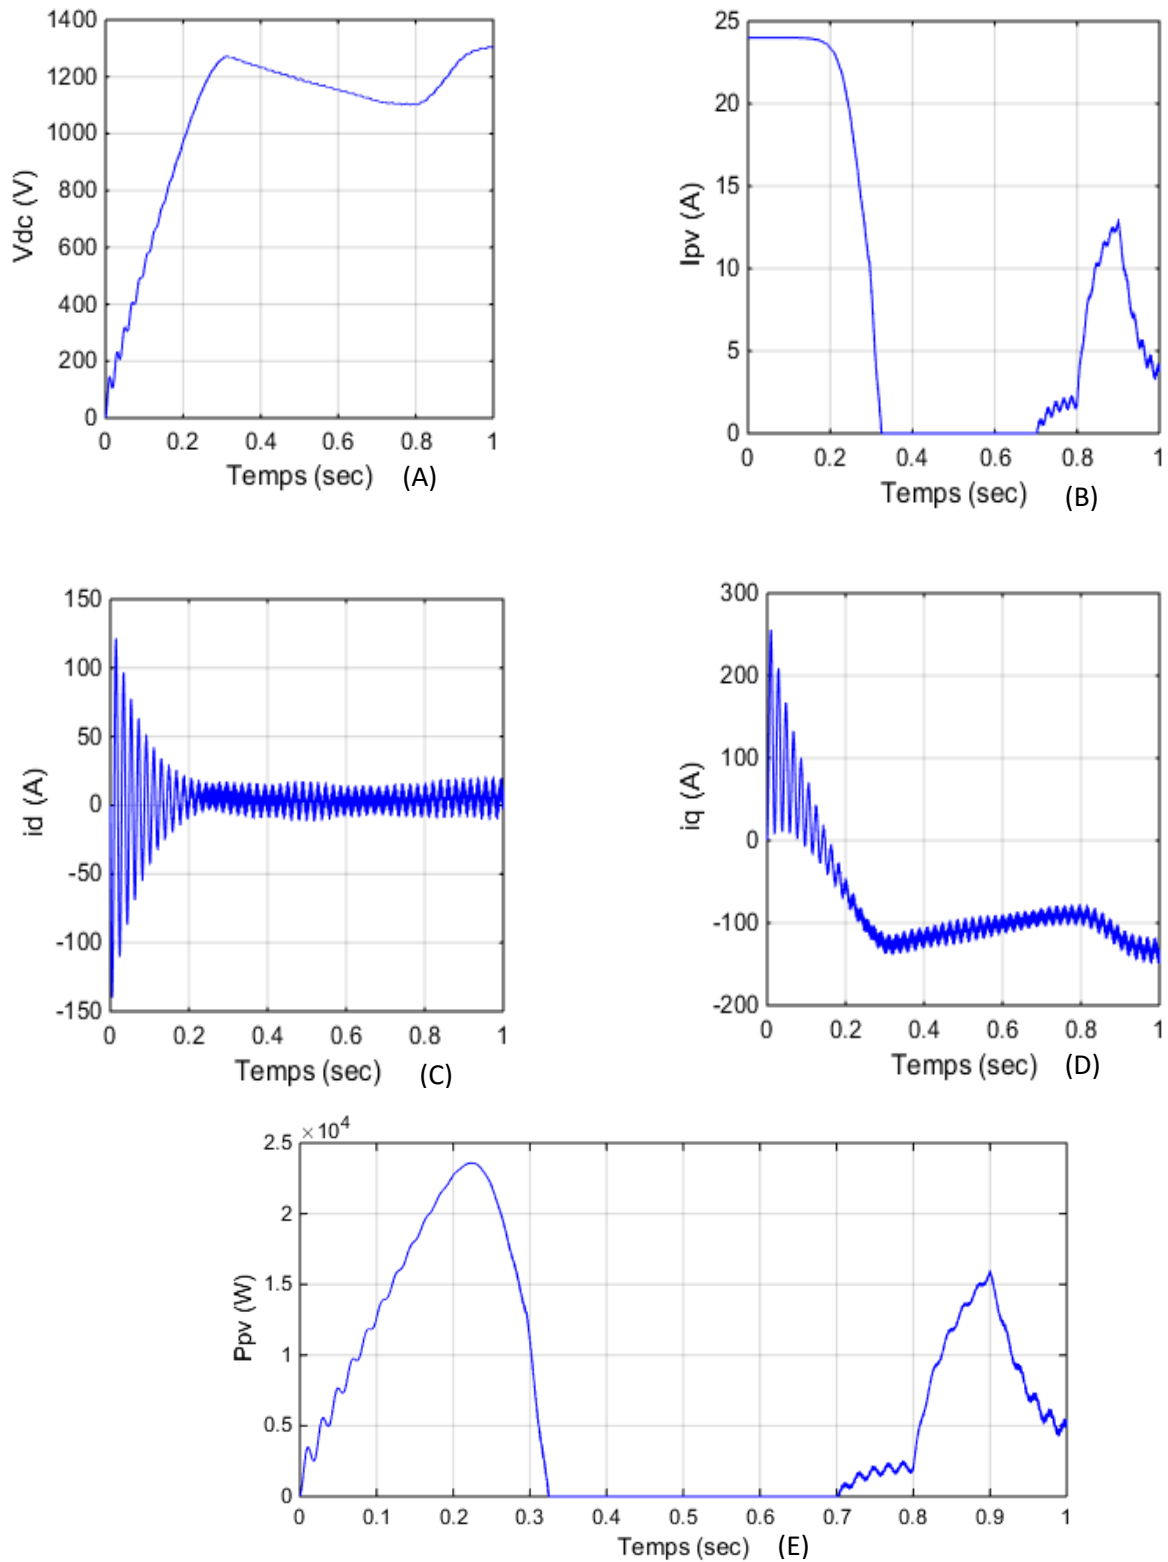 1400
1200
1000
800
600
400
200
0
Vdc (V)
0 0.2 0.4 0.6 0.8 1
Temps (sec) (A)
25
20
15
10
5
0
Ipv (A)
0 0.2 0.4 0.6 0.8 1
Temps (sec) (B)
150
100
50
0
-50
-100
-150
id (A)
0 0.2 0.4 0.6 0.8 1
Temps (sec) (C)
300
200
100
0
-100
-200
iq (A)
0 0.2 0.4 0.6 0.8 1
Temps (sec) (D)
×10⁴
2.5
2
1.5
1
0.5
0
Ppv (W)
0 0.1 0.2 0.3 0.4 0.5 0.6 0.7 0.8 0.9 1
Temps (sec) (E)